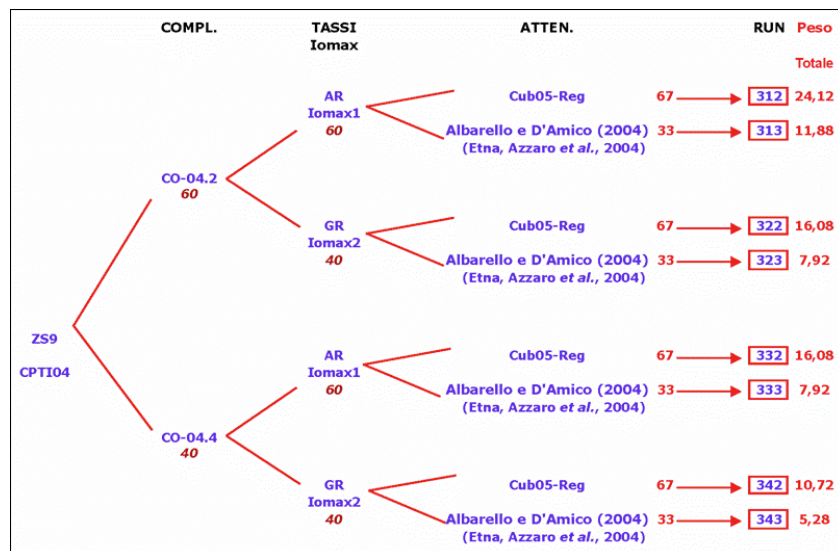 COMPL. TASSI ATTEN. RUN Peso
Iomax
Totale
AR
Iomax1
60
Cub05-Reg 67 312 24,12
Albarello e D'Amico (2004) 33 313 11,88
(Etna, Azzaro et al., 2004)
CO-04.2
60
GR
Iomax2
40
Cub05-Reg 67 322 16,08
Albarello e D'Amico (2004) 33 323 7,92
(Etna, Azzaro et al., 2004)
ZS9
CPTI04
AR
Iomax1
60
Cub05-Reg 67 332 16,08
Albarello e D'Amico (2004) 33 333 7,92
(Etna, Azzaro et al., 2004)
CO-04.4
40
GR
Iomax2
40
Cub05-Reg 67 342 10,72
Albarello e D'Amico (2004) 33 343 5,28
(Etna, Azzaro et al., 2004)